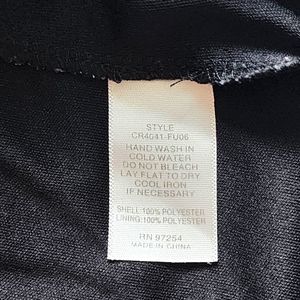 STYLE
CR4041-FU06
HAND WASH IN
COLD WATER
DO NOT BLEACH
LAY FLAT TO DRY
COOL IRON
IF NECESSARY
SHELL:100% POLYESTER
LINING:100% POLYESTER
RN 97254
MADE IN CHINA